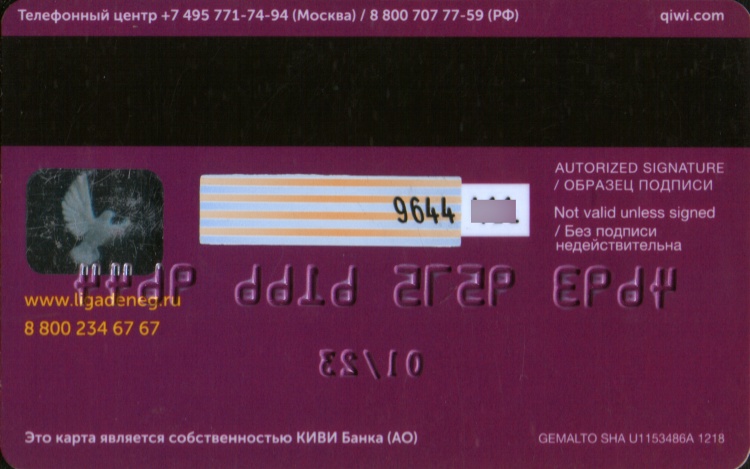 Телефонный центр +7 495 771-74-94 (Москва) / 8 800 707 77-59 (РФ)
qiwi.com
AUTORIZED SIGNATURE
/ ОБРАЗЕЦ ПОДПИСИ
9644
Not valid unless signed
/ Без подписи
недействительна
www.ligadeneg.ru
8 800 234 67 67
Это карта является собственностью КИВИ Банка (АО)
GEMALTO SHA U1153486A 1218